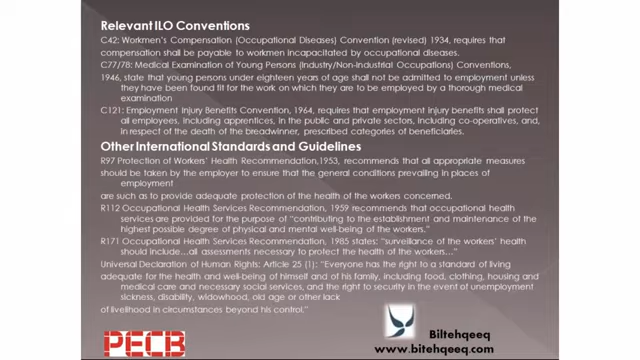 Relevant ILO Conventions
C42: Workmen's Compensation (Occupational Diseases) Convention (revised) 1934, requires that
compensation shall be payable to workmen incapacitated by occupational diseases.
C77/78: Medical Examination of Young Persons (Industry/Non-Industrial Occupations) Conventions,
1946, state that young persons under eighteen years of age shall not be admitted to employment unless
they have been found fit for the work on which they are to be employed by a thorough medical
examination
C121: Employment Injury Benefits Convention, 1964, requires that employment injury benefits shall protect
all employees, including apprentices, in the public and private sectors, including co-operatives, and,
in respect of the death of the breadwinner, prescribed categories of beneficiaries.
Other International Standards and Guidelines
R97 Protection of Workers' Health Recommendation,1953, recommends that all appropriate measures
should be taken by the employer to ensure that the general conditions prevailing in places of
employment
are such as to provide adequate protection of the health of the workers concerned.
R112 Occupational Health Services Recommendation, 1959 recommends that occupational health
services are provided for the purpose of "contributing to the establishment and maintenance of the
highest possible degree of physical and mental well-being of the workers."
R171 Occupational Health Services Recommendation, 1985 states: "surveillance of the workers' health
should include...all assessments necessary to protect the health of the workers..."
Universal Declaration of Human Rights: Article 25 (1): "Everyone has the right to a standard of living
adequate for the health and well-being of himself and of his family, including food, clothing, housing and
medical care and necessary social services, and the right to security in the event of unemployment
sickness, disability, widowhood, old age or other lack
of livelihood in circumstances beyond his control."
PECB
Biltehqeeq
www.bitehqeeq.com